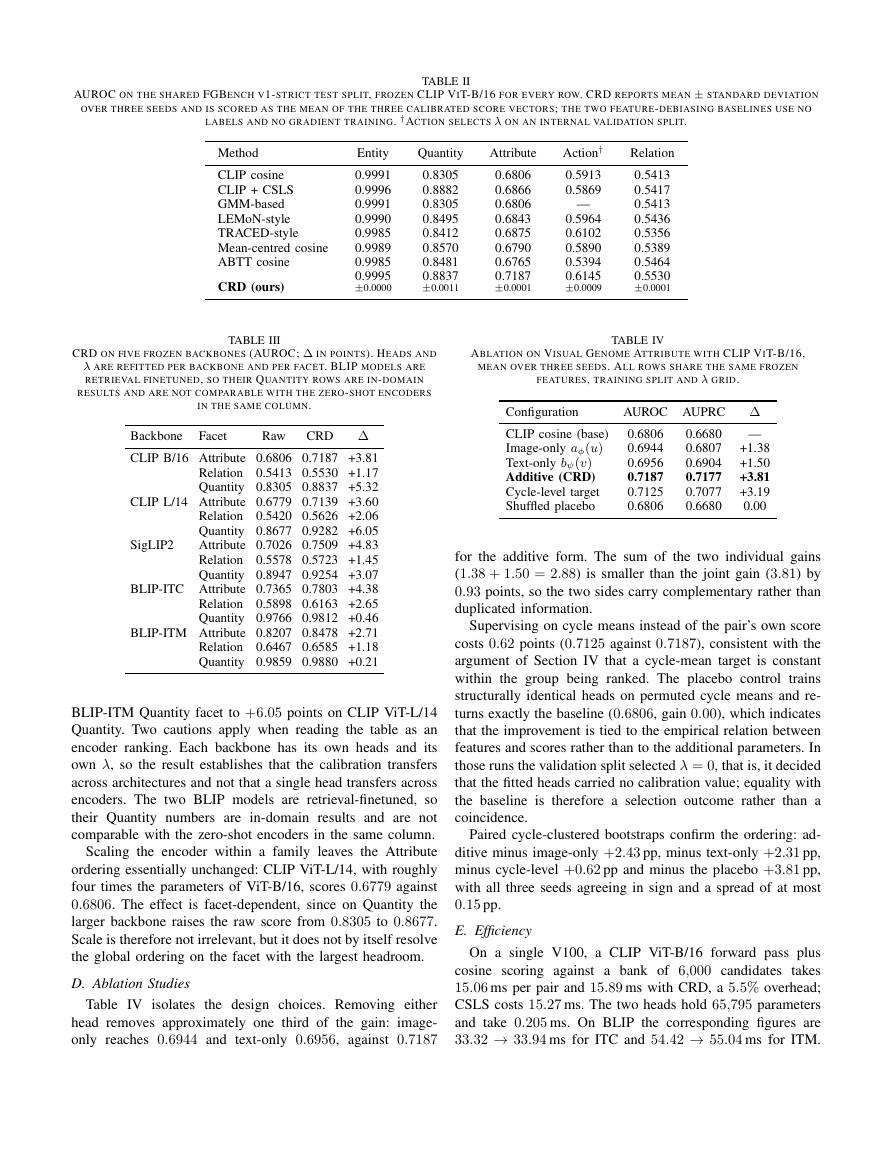 TABLE II
AUROC ON THE SHARED FGBENCH V1-STRICT TEST SPLIT, FROZEN CLIP VIT-B/16 FOR EVERY ROW. CRD REPORTS MEAN ± STANDARD DEVIATION
OVER THREE SEEDS AND IS SCORED AS THE MEAN OF THE THREE CALIBRATED SCORE VECTORS; THE TWO FEATURE-DEBIASING BASELINES USE NO
LABELS AND NO GRADIENT TRAINING. †ACTION SELECTS λ ON AN INTERNAL VALIDATION SPLIT.
Method Entity Quantity Attribute Action† Relation
CLIP cosine 0.9991 0.8305 0.6806 0.5913 0.5413
CLIP + CSLS 0.9996 0.8882 0.6866 0.5869 0.5417
GMM-based 0.9991 0.8305 0.6806 — 0.5413
LEMoN-style 0.9990 0.8495 0.6843 0.5964 0.5436
TRACED-style 0.9985 0.8412 0.6875 0.6102 0.5356
Mean-centred cosine 0.9989 0.8570 0.6790 0.5890 0.5389
ABTT cosine 0.9985 0.8481 0.6765 0.5394 0.5464
0.9995 0.8837 0.7187 0.6145 0.5530
CRD (ours) ±0.0000 ±0.0011 ±0.0001 ±0.0009 ±0.0001
TABLE III
CRD ON FIVE FROZEN BACKBONES (AUROC; Δ IN POINTS). HEADS AND
λ ARE REFITTED PER BACKBONE AND PER FACET. BLIP MODELS ARE
RETRIEVAL FINETUNED, SO THEIR QUANTITY ROWS ARE IN-DOMAIN
RESULTS AND ARE NOT COMPARABLE WITH THE ZERO-SHOT ENCODERS
IN THE SAME COLUMN.
Backbone Facet Raw CRD Δ
CLIP B/16 Attribute 0.6806 0.7187 +3.81
Relation 0.5413 0.5530 +1.17
Quantity 0.8305 0.8837 +5.32
CLIP L/14 Attribute 0.6779 0.7139 +3.60
Relation 0.5420 0.5626 +2.06
Quantity 0.8677 0.9282 +6.05
SigLIP2 Attribute 0.7026 0.7509 +4.83
Relation 0.5578 0.5723 +1.45
Quantity 0.8947 0.9254 +3.07
BLIP-ITC Attribute 0.7365 0.7803 +4.38
Relation 0.5898 0.6163 +2.65
Quantity 0.9766 0.9812 +0.46
BLIP-ITM Attribute 0.8207 0.8478 +2.71
Relation 0.6467 0.6585 +1.18
Quantity 0.9859 0.9880 +0.21
BLIP-ITM Quantity facet to +6.05 points on CLIP ViT-L/14
Quantity. Two cautions apply when reading the table as an
encoder ranking. Each backbone has its own heads and its
own λ, so the result establishes that the calibration transfers
across architectures and not that a single head transfers across
encoders. The two BLIP models are retrieval-finetuned, so
their Quantity numbers are in-domain results and are not
comparable with the zero-shot encoders in the same column.
Scaling the encoder within a family leaves the Attribute
ordering essentially unchanged: CLIP ViT-L/14, with roughly
four times the parameters of ViT-B/16, scores 0.6779 against
0.6806. The effect is facet-dependent, since on Quantity the
larger backbone raises the raw score from 0.8305 to 0.8677.
Scale is therefore not irrelevant, but it does not by itself resolve
the global ordering on the facet with the largest headroom.
D. Ablation Studies
Table IV isolates the design choices. Removing either
head removes approximately one third of the gain: image-
only reaches 0.6944 and text-only 0.6956, against 0.7187
TABLE IV
ABLATION ON VISUAL GENOME ATTRIBUTE WITH CLIP VIT-B/16,
MEAN OVER THREE SEEDS. ALL ROWS SHARE THE SAME FROZEN
FEATURES, TRAINING SPLIT AND λ GRID.
Configuration AUROC AUPRC Δ
CLIP cosine (base) 0.6806 0.6680 —
Image-only aϕ(u) 0.6944 0.6807 +1.38
Text-only bψ(v) 0.6956 0.6904 +1.50
Additive (CRD) 0.7187 0.7177 +3.81
Cycle-level target 0.7125 0.7077 +3.19
Shuffled placebo 0.6806 0.6680 0.00
for the additive form. The sum of the two individual gains
(1.38 + 1.50 = 2.88) is smaller than the joint gain (3.81) by
0.93 points, so the two sides carry complementary rather than
duplicated information.
Supervising on cycle means instead of the pair's own score
costs 0.62 points (0.7125 against 0.7187), consistent with the
argument of Section IV that a cycle-mean target is constant
within the group being ranked. The placebo control trains
structurally identical heads on permuted cycle means and re-
turns exactly the baseline (0.6806, gain 0.00), which indicates
that the improvement is tied to the empirical relation between
features and scores rather than to the additional parameters. In
those runs the validation split selected λ = 0, that is, it decided
that the fitted heads carried no calibration value; equality with
the baseline is therefore a selection outcome rather than a
coincidence.
Paired cycle-clustered bootstraps confirm the ordering: ad-
ditive minus image-only +2.43 pp, minus text-only +2.31 pp,
minus cycle-level +0.62 pp and minus the placebo +3.81 pp,
with all three seeds agreeing in sign and a spread of at most
0.15 pp.
E. Efficiency
On a single V100, a CLIP ViT-B/16 forward pass plus
cosine scoring against a bank of 6,000 candidates takes
15.06 ms per pair and 15.89 ms with CRD, a 5.5% overhead;
CSLS costs 15.27 ms. The two heads hold 65,795 parameters
and take 0.205 ms. On BLIP the corresponding figures are
33.32 → 33.94 ms for ITC and 54.42 → 55.04 ms for ITM.